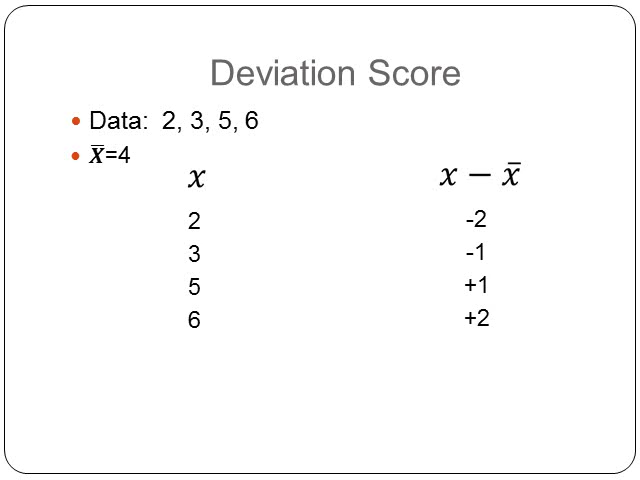 Deviation Score
• Data: 2, 3, 5, 6
• X̄=4
x x − x̄
2 -2
3 -1
5 +1
6 +2